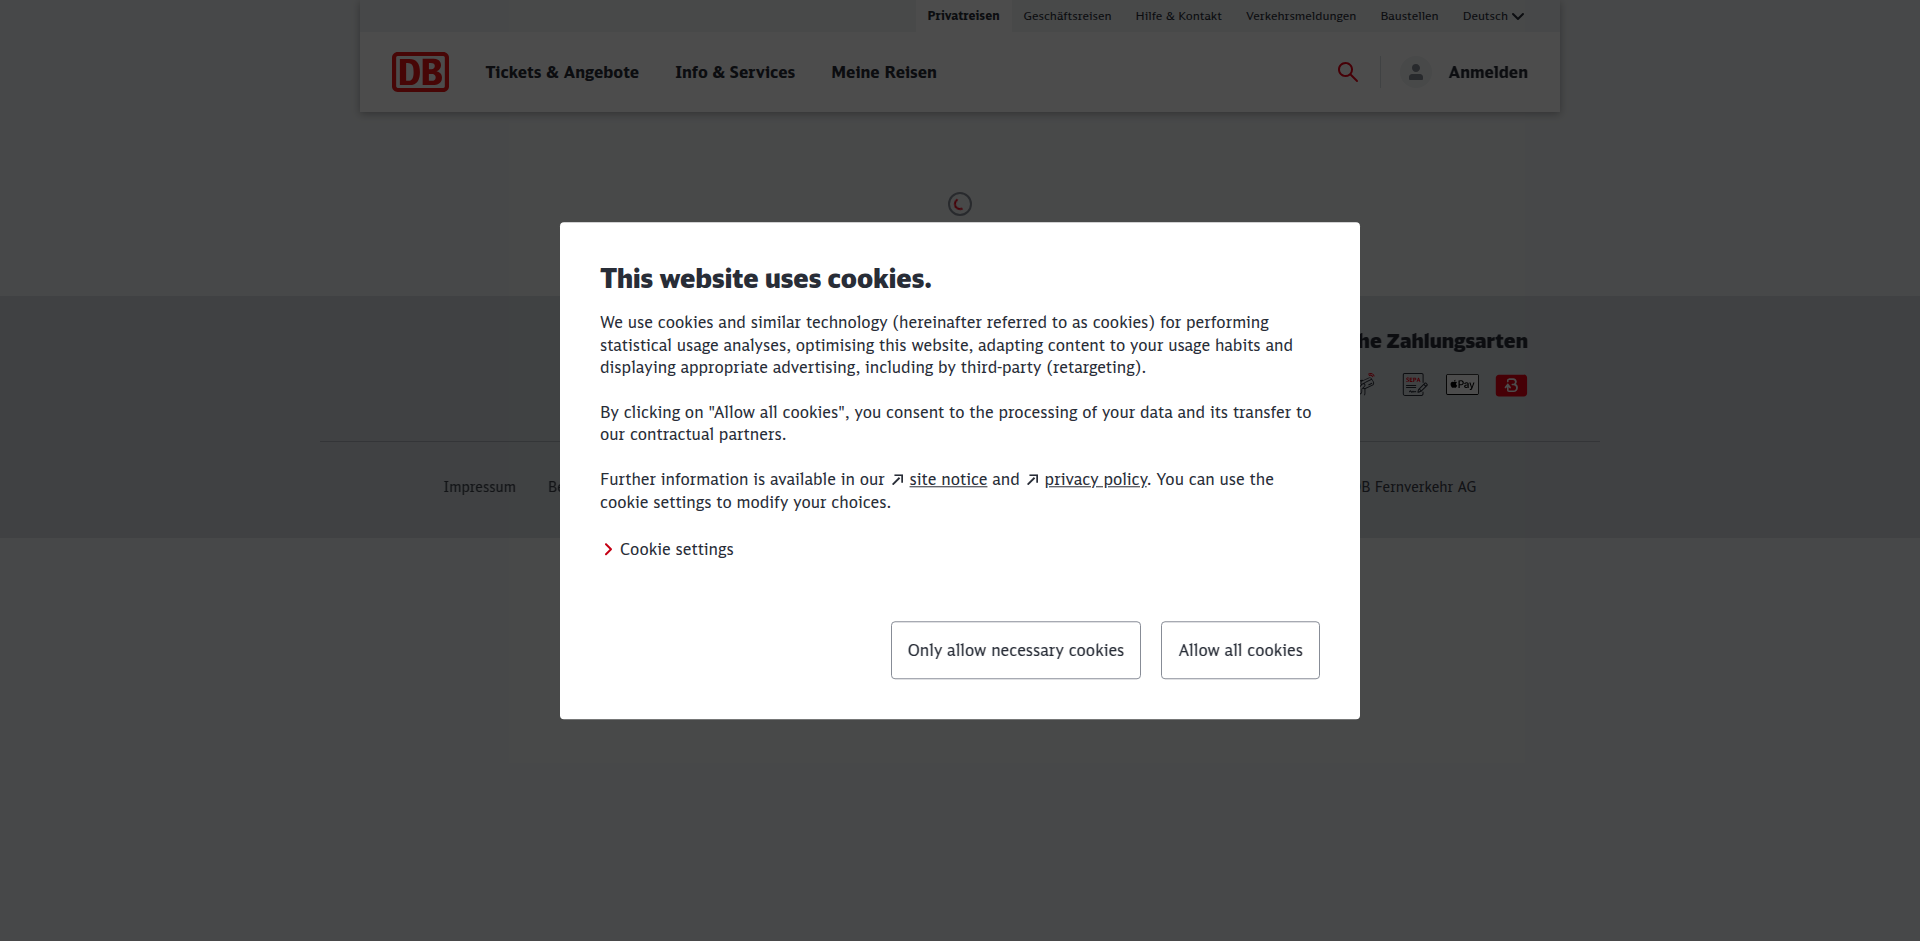 Privatreisen Geschäftsreisen Hilfe & Kontakt Verkehrsmeldungen Baustellen Deutsch
DB Tickets & Angebote Info & Services Meine Reisen Anmelden
This website uses cookies.
We use cookies and similar technology (hereinafter referred to as cookies) for performing
statistical usage analyses, optimising this website, adapting content to your usage habits and
displaying appropriate advertising, including by third-party (retargeting).
By clicking on "Allow all cookies", you consent to the processing of your data and its transfer to
our contractual partners.
Further information is available in our site notice and privacy policy. You can use the
cookie settings to modify your choices.
Cookie settings
Only allow necessary cookies Allow all cookies
Zahlungsarten
SEPA Pay
Impressum
Fernverkehr AG